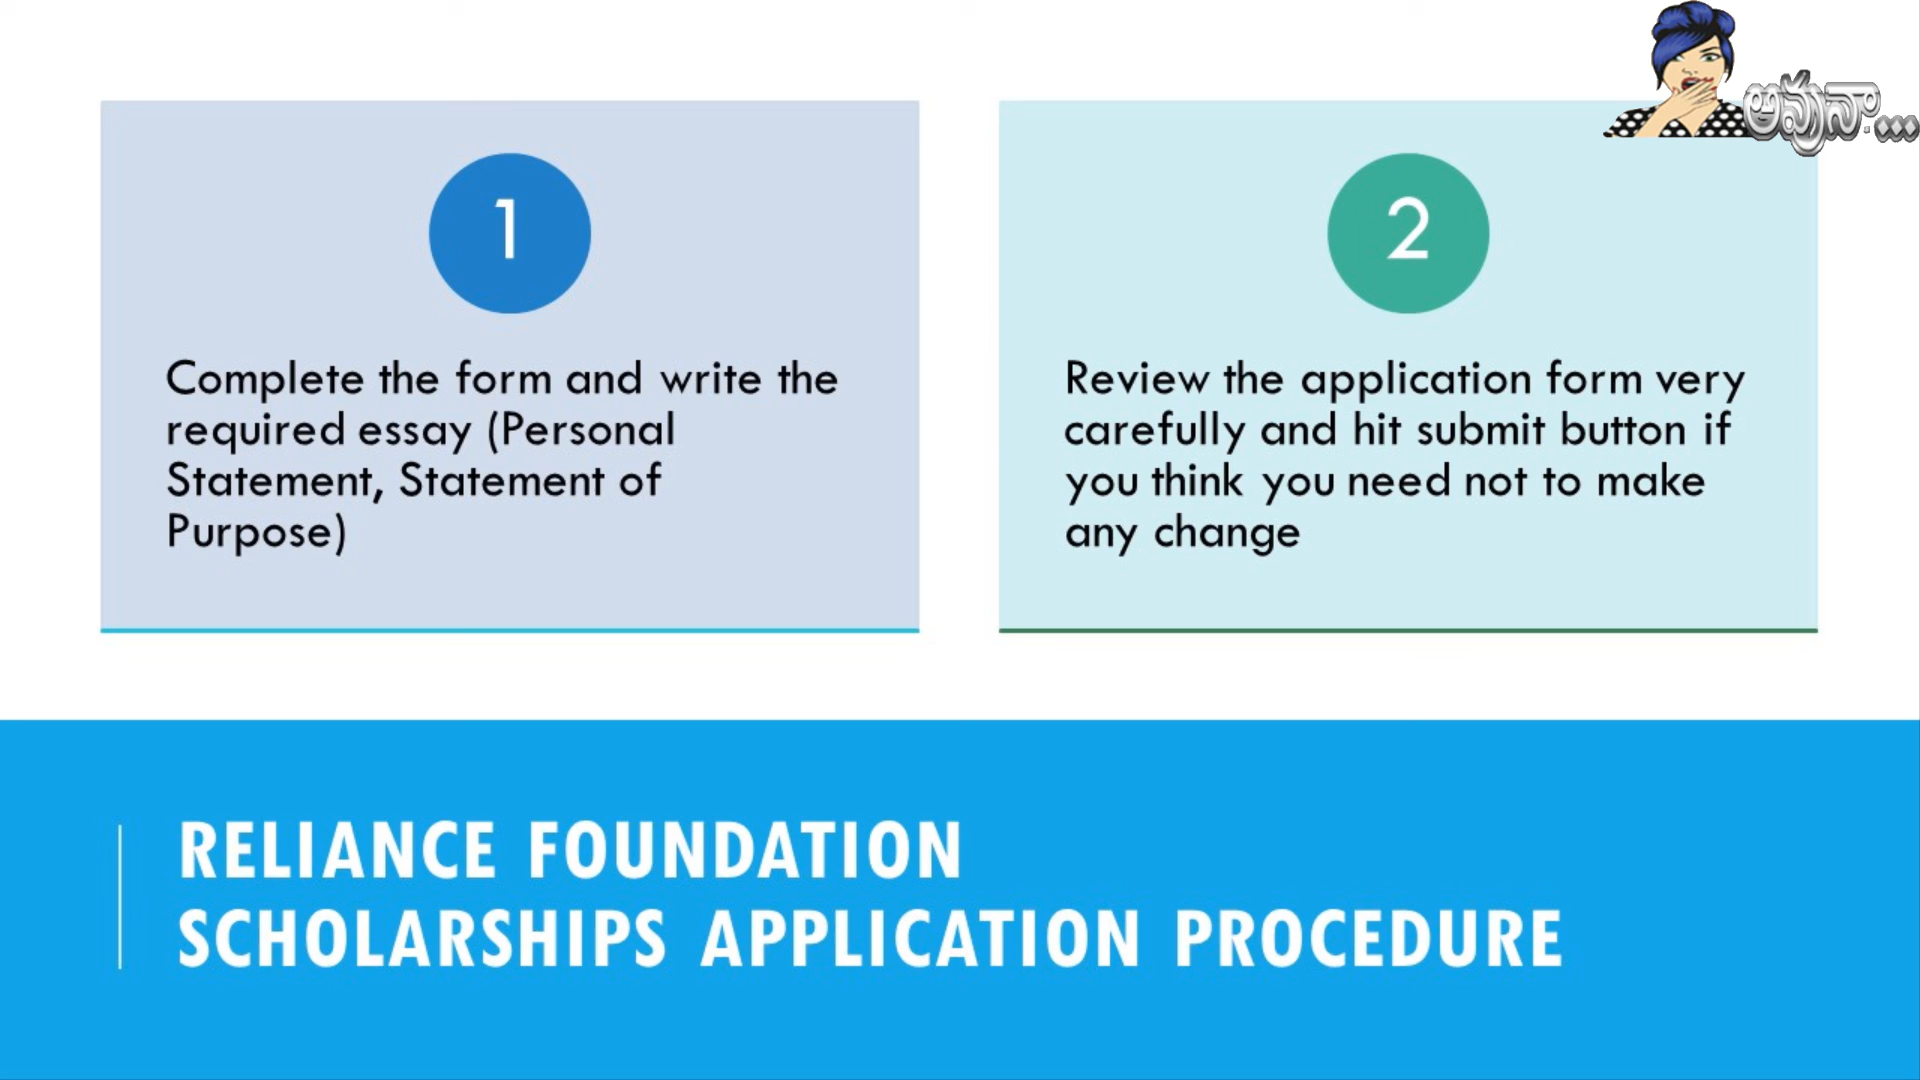 అవునా...
1
Complete the form and write the
required essay (Personal
Statement, Statement of
Purpose)
2
Review the application form very
carefully and hit submit button if
you think you need not to make
any change
RELIANCE FOUNDATION
SCHOLARSHIPS APPLICATION PROCEDURE